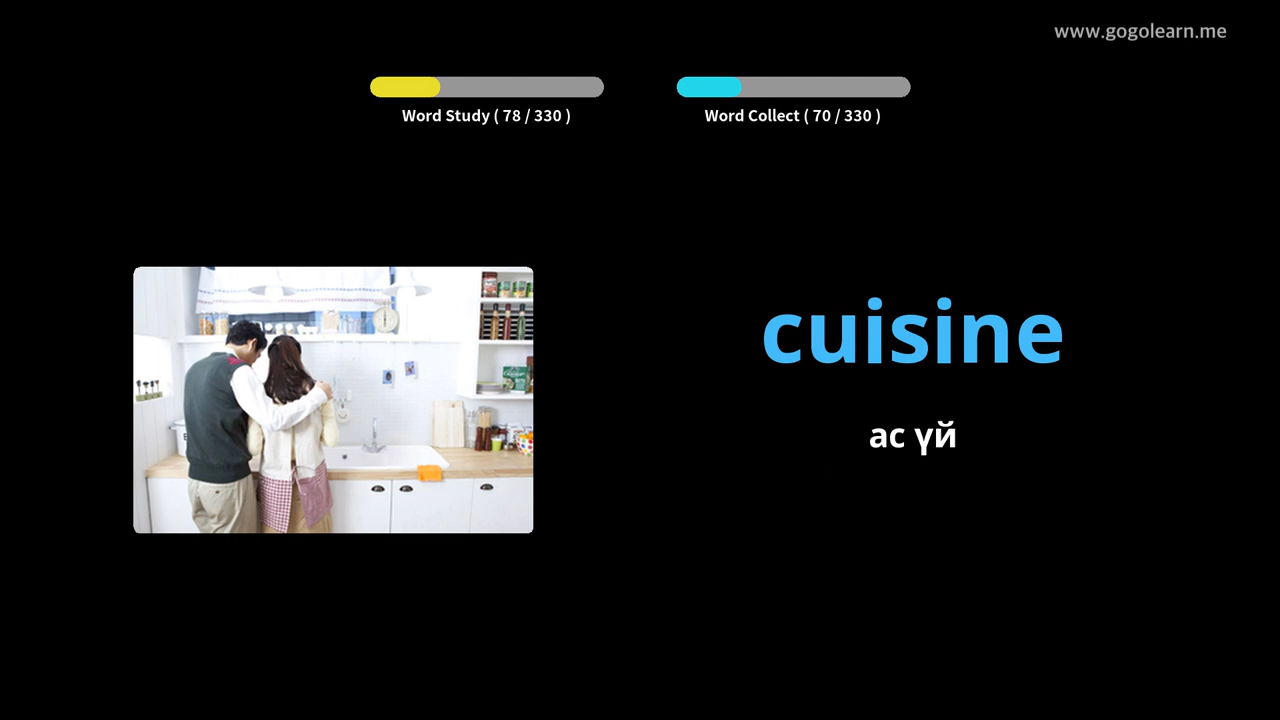 www.gogolearn.me
Word Study ( 78 / 330 )
Word Collect ( 70 / 330 )
cuisine
ас үй